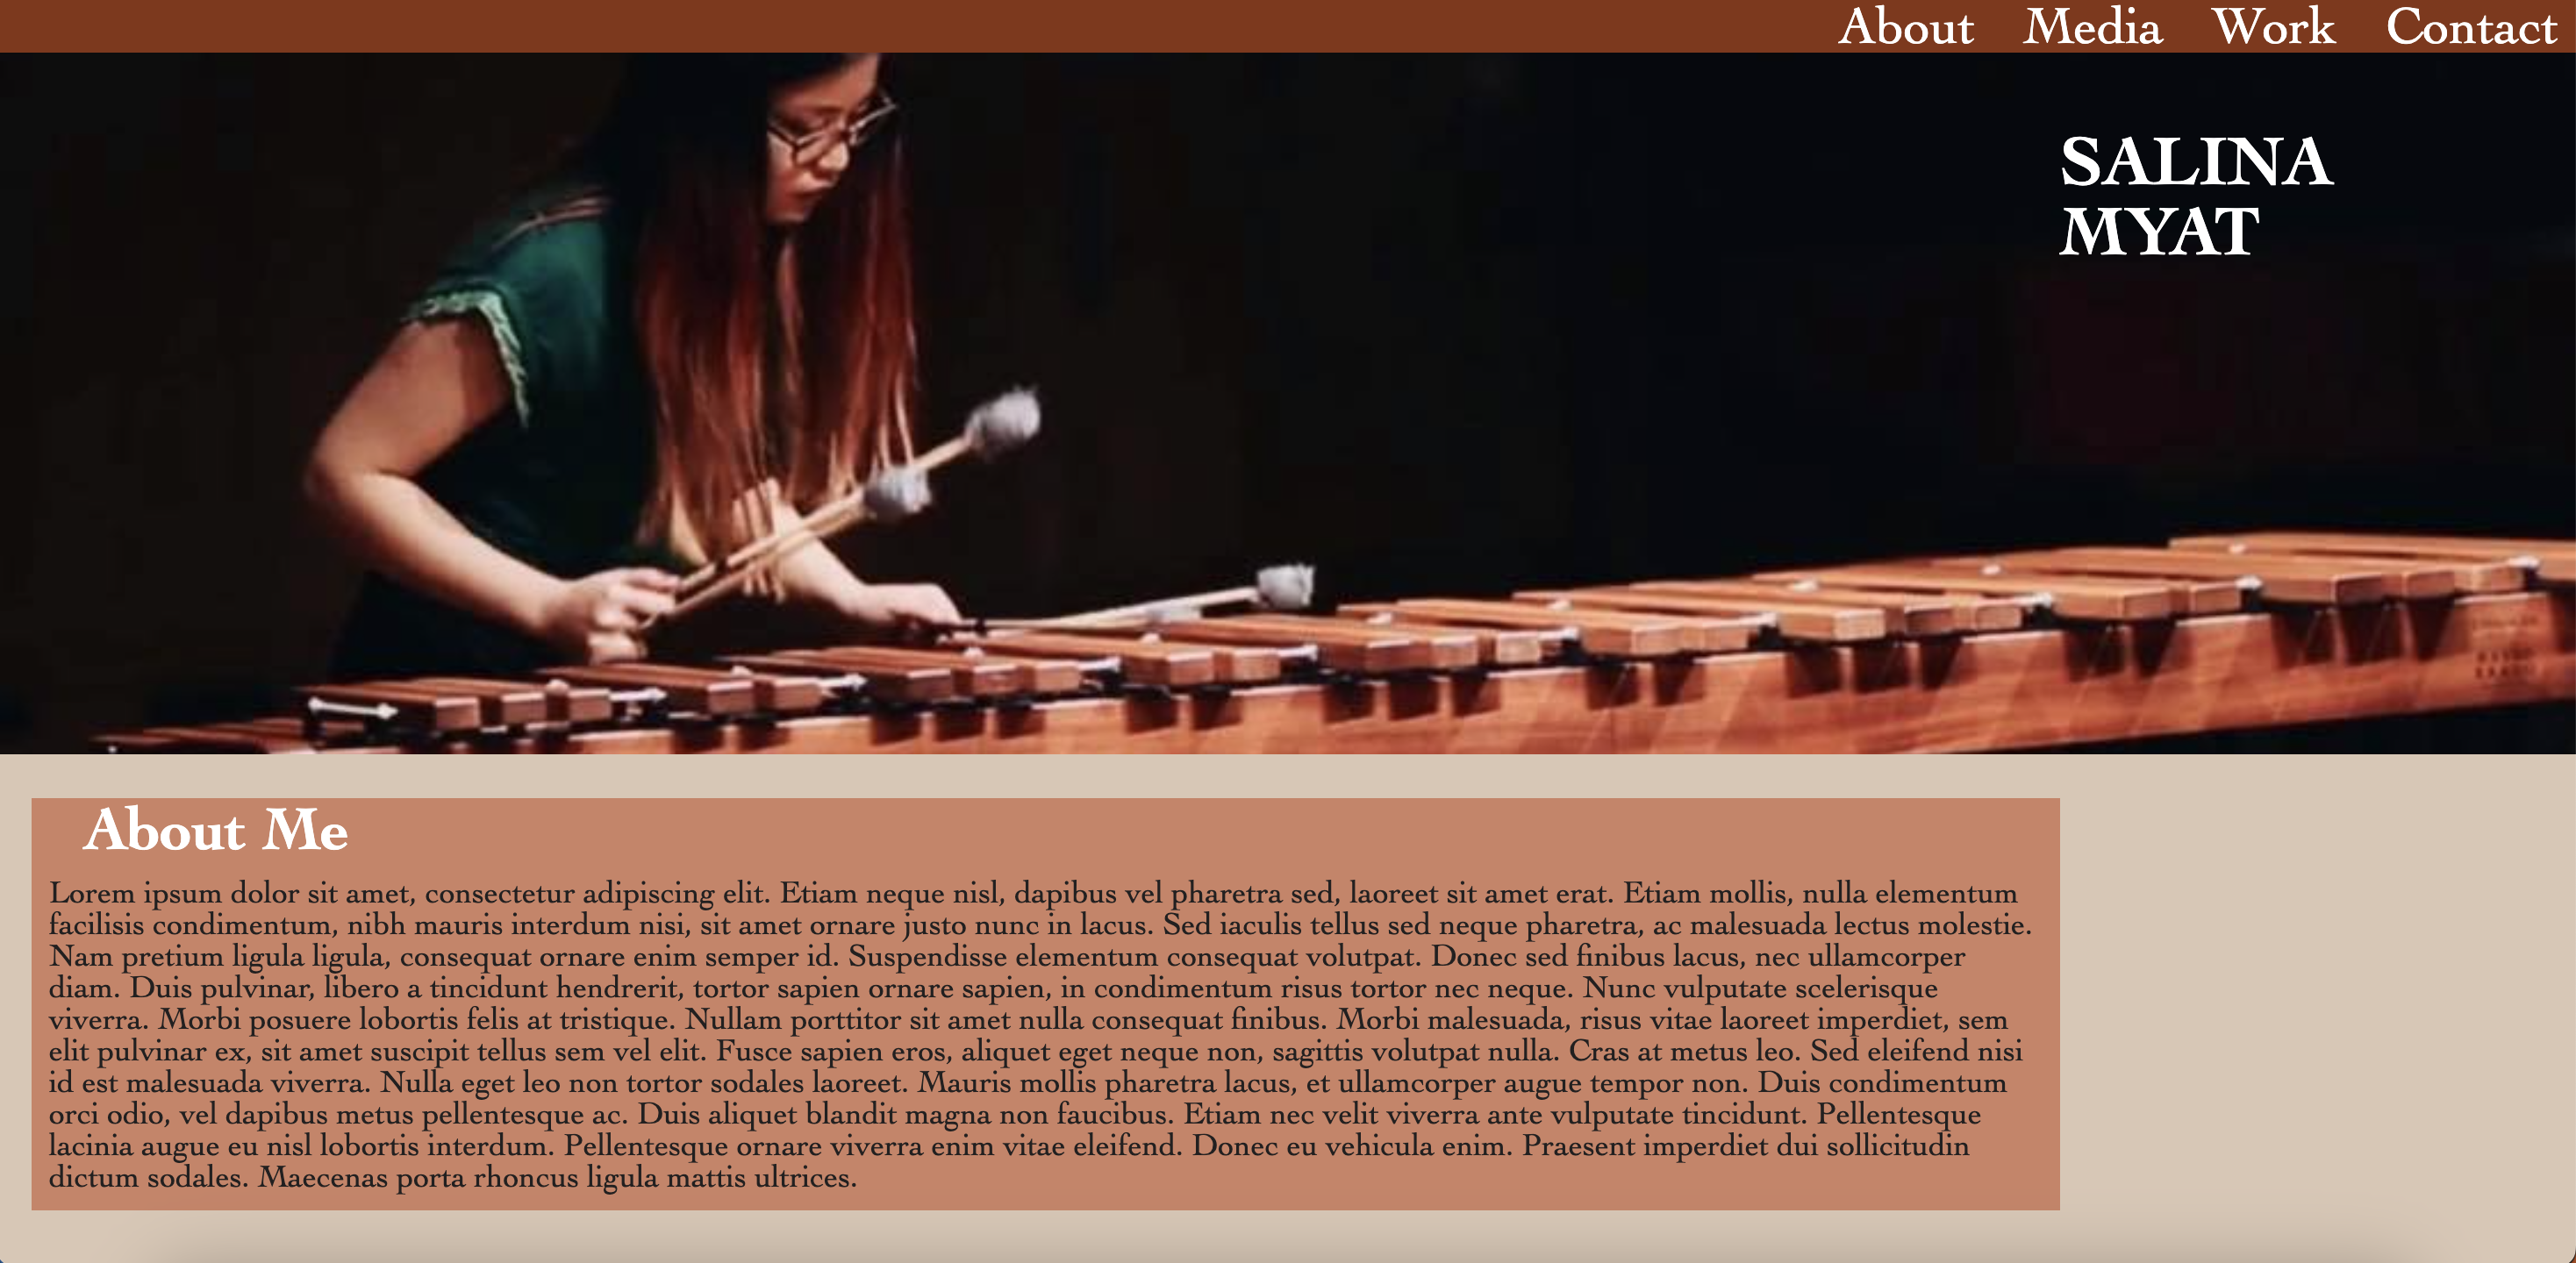 About Media Work Contact
SALINA
MYAT
About Me
Lorem ipsum dolor sit amet, consectetur adipiscing elit. Etiam neque nisl, dapibus vel pharetra sed, laoreet sit amet erat. Etiam mollis, nulla elementum
facilisis condimentum, nibh mauris interdum nisi, sit amet ornare justo nunc in lacus. Sed iaculis tellus sed neque pharetra, ac malesuada lectus molestie.
Nam pretium ligula ligula, consequat ornare enim semper id. Suspendisse elementum consequat volutpat. Donec sed finibus lacus, nec ullamcorper
diam. Duis pulvinar, libero a tincidunt hendrerit, tortor sapien ornare sapien, in condimentum risus tortor nec neque. Nunc vulputate scelerisque
viverra. Morbi posuere lobortis felis at tristique. Nullam porttitor sit amet nulla consequat finibus. Morbi malesuada, risus vitae laoreet imperdiet, sem
elit pulvinar ex, sit amet suscipit tellus sem vel elit. Fusce sapien eros, aliquet eget neque non, sagittis volutpat nulla. Cras at metus leo. Sed eleifend nisi
id est malesuada viverra. Nulla eget leo non tortor sodales laoreet. Mauris mollis pharetra lacus, et ullamcorper augue tempor non. Duis condimentum
orci odio, vel dapibus metus pellentesque ac. Duis aliquet blandit magna non faucibus. Etiam nec velit viverra ante vulputate tincidunt. Pellentesque
lacinia augue eu nisl lobortis interdum. Pellentesque ornare viverra enim vitae eleifend. Donec eu vehicula enim. Praesent imperdiet dui sollicitudin
dictum sodales. Maecenas porta rhoncus ligula mattis ultrices.